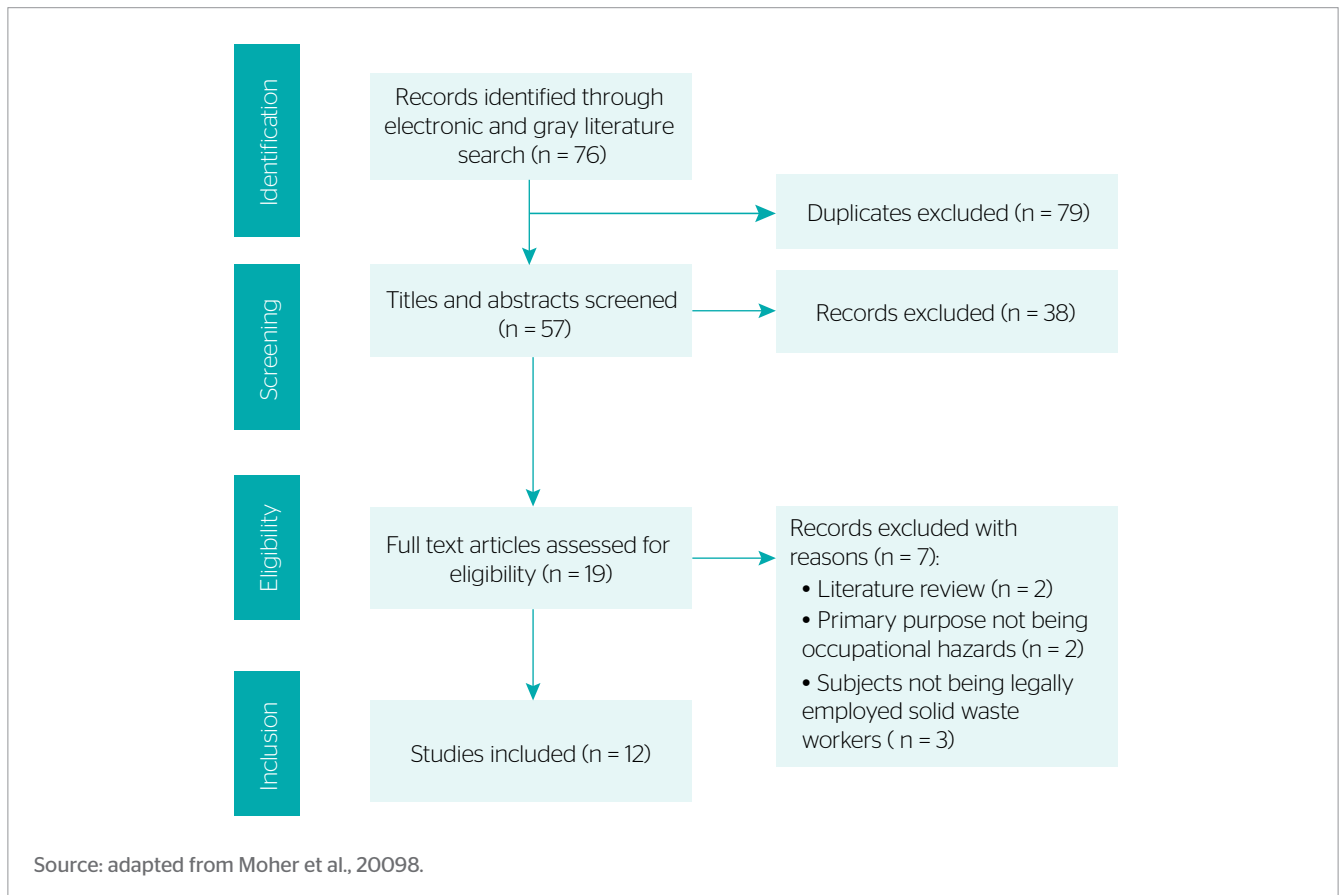 Identification
Records identified through
electronic and gray literature
search (n = 76)
Duplicates excluded (n = 79)
Screening
Titles and abstracts screened
(n = 57)
Records excluded (n = 38)
Eligibility
Full text articles assessed for
eligibility (n = 19)
Records excluded with
reasons (n = 7):
• Literature review (n = 2)
• Primary purpose not being
occupational hazards (n = 2)
• Subjects not being legally
employed solid waste
workers ( n = 3)
Inclusion
Studies included (n = 12)
Source: adapted from Moher et al., 20098.